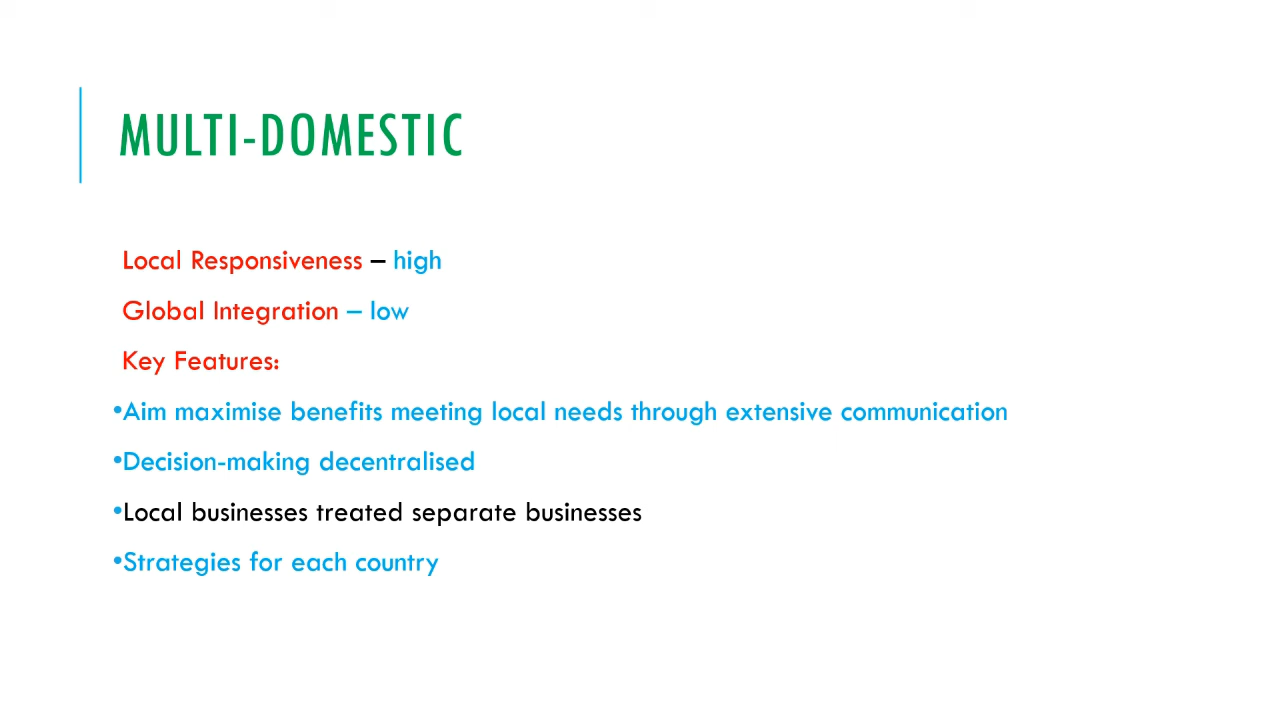 MULTI-DOMESTIC
Local Responsiveness – high
Global Integration – low
Key Features:
•Aim maximise benefits meeting local needs through extensive communication
•Decision-making decentralised
•Local businesses treated separate businesses
•Strategies for each country